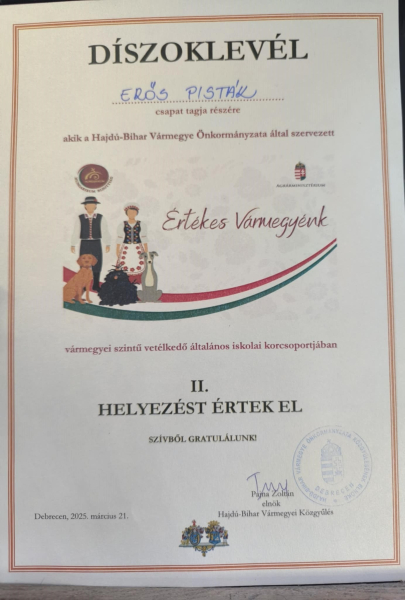 DÍSZOKLEVÉL
ERŐS PISTÁK
csapat tagja részére
akik a Hajdú-Bihar Vármegye Önkormányzata által szervezett
Értékes Vármegyénk
vármegyei szintű vetélkedő általános iskolai korcsoportjában
II.
HELYEZÉST ÉRTEK EL
SZÍVBŐL GRATULÁLUNK!
Pajna Zoltán
elnök
Debrecen, 2025. március 21.
Hajdú-Bihar Vármegyei Közgyűlés
DEBRECEN